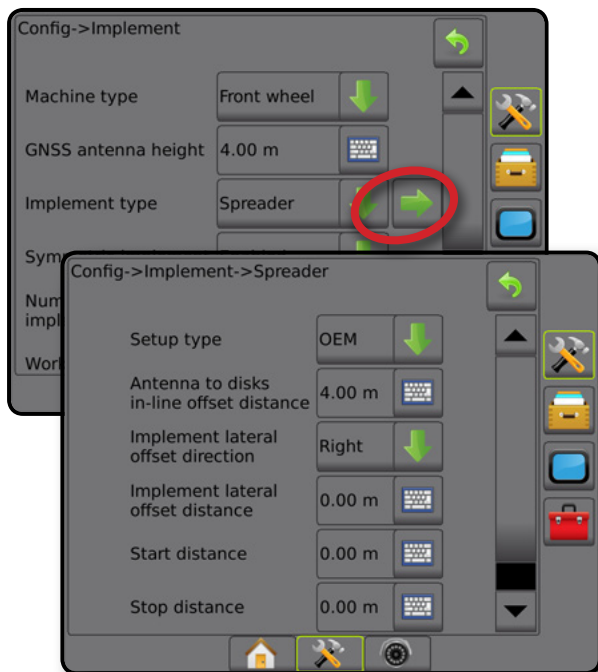 Config->Implement
Machine type Front wheel
GNSS antenna height 4.00 m
Implement type Spreader
Config->Implement->Spreader
Setup type OEM
Antenna to disks
in-line offset distance 4.00 m
Implement lateral
offset direction Right
Implement lateral
offset distance 0.00 m
Start distance 0.00 m
Stop distance 0.00 m